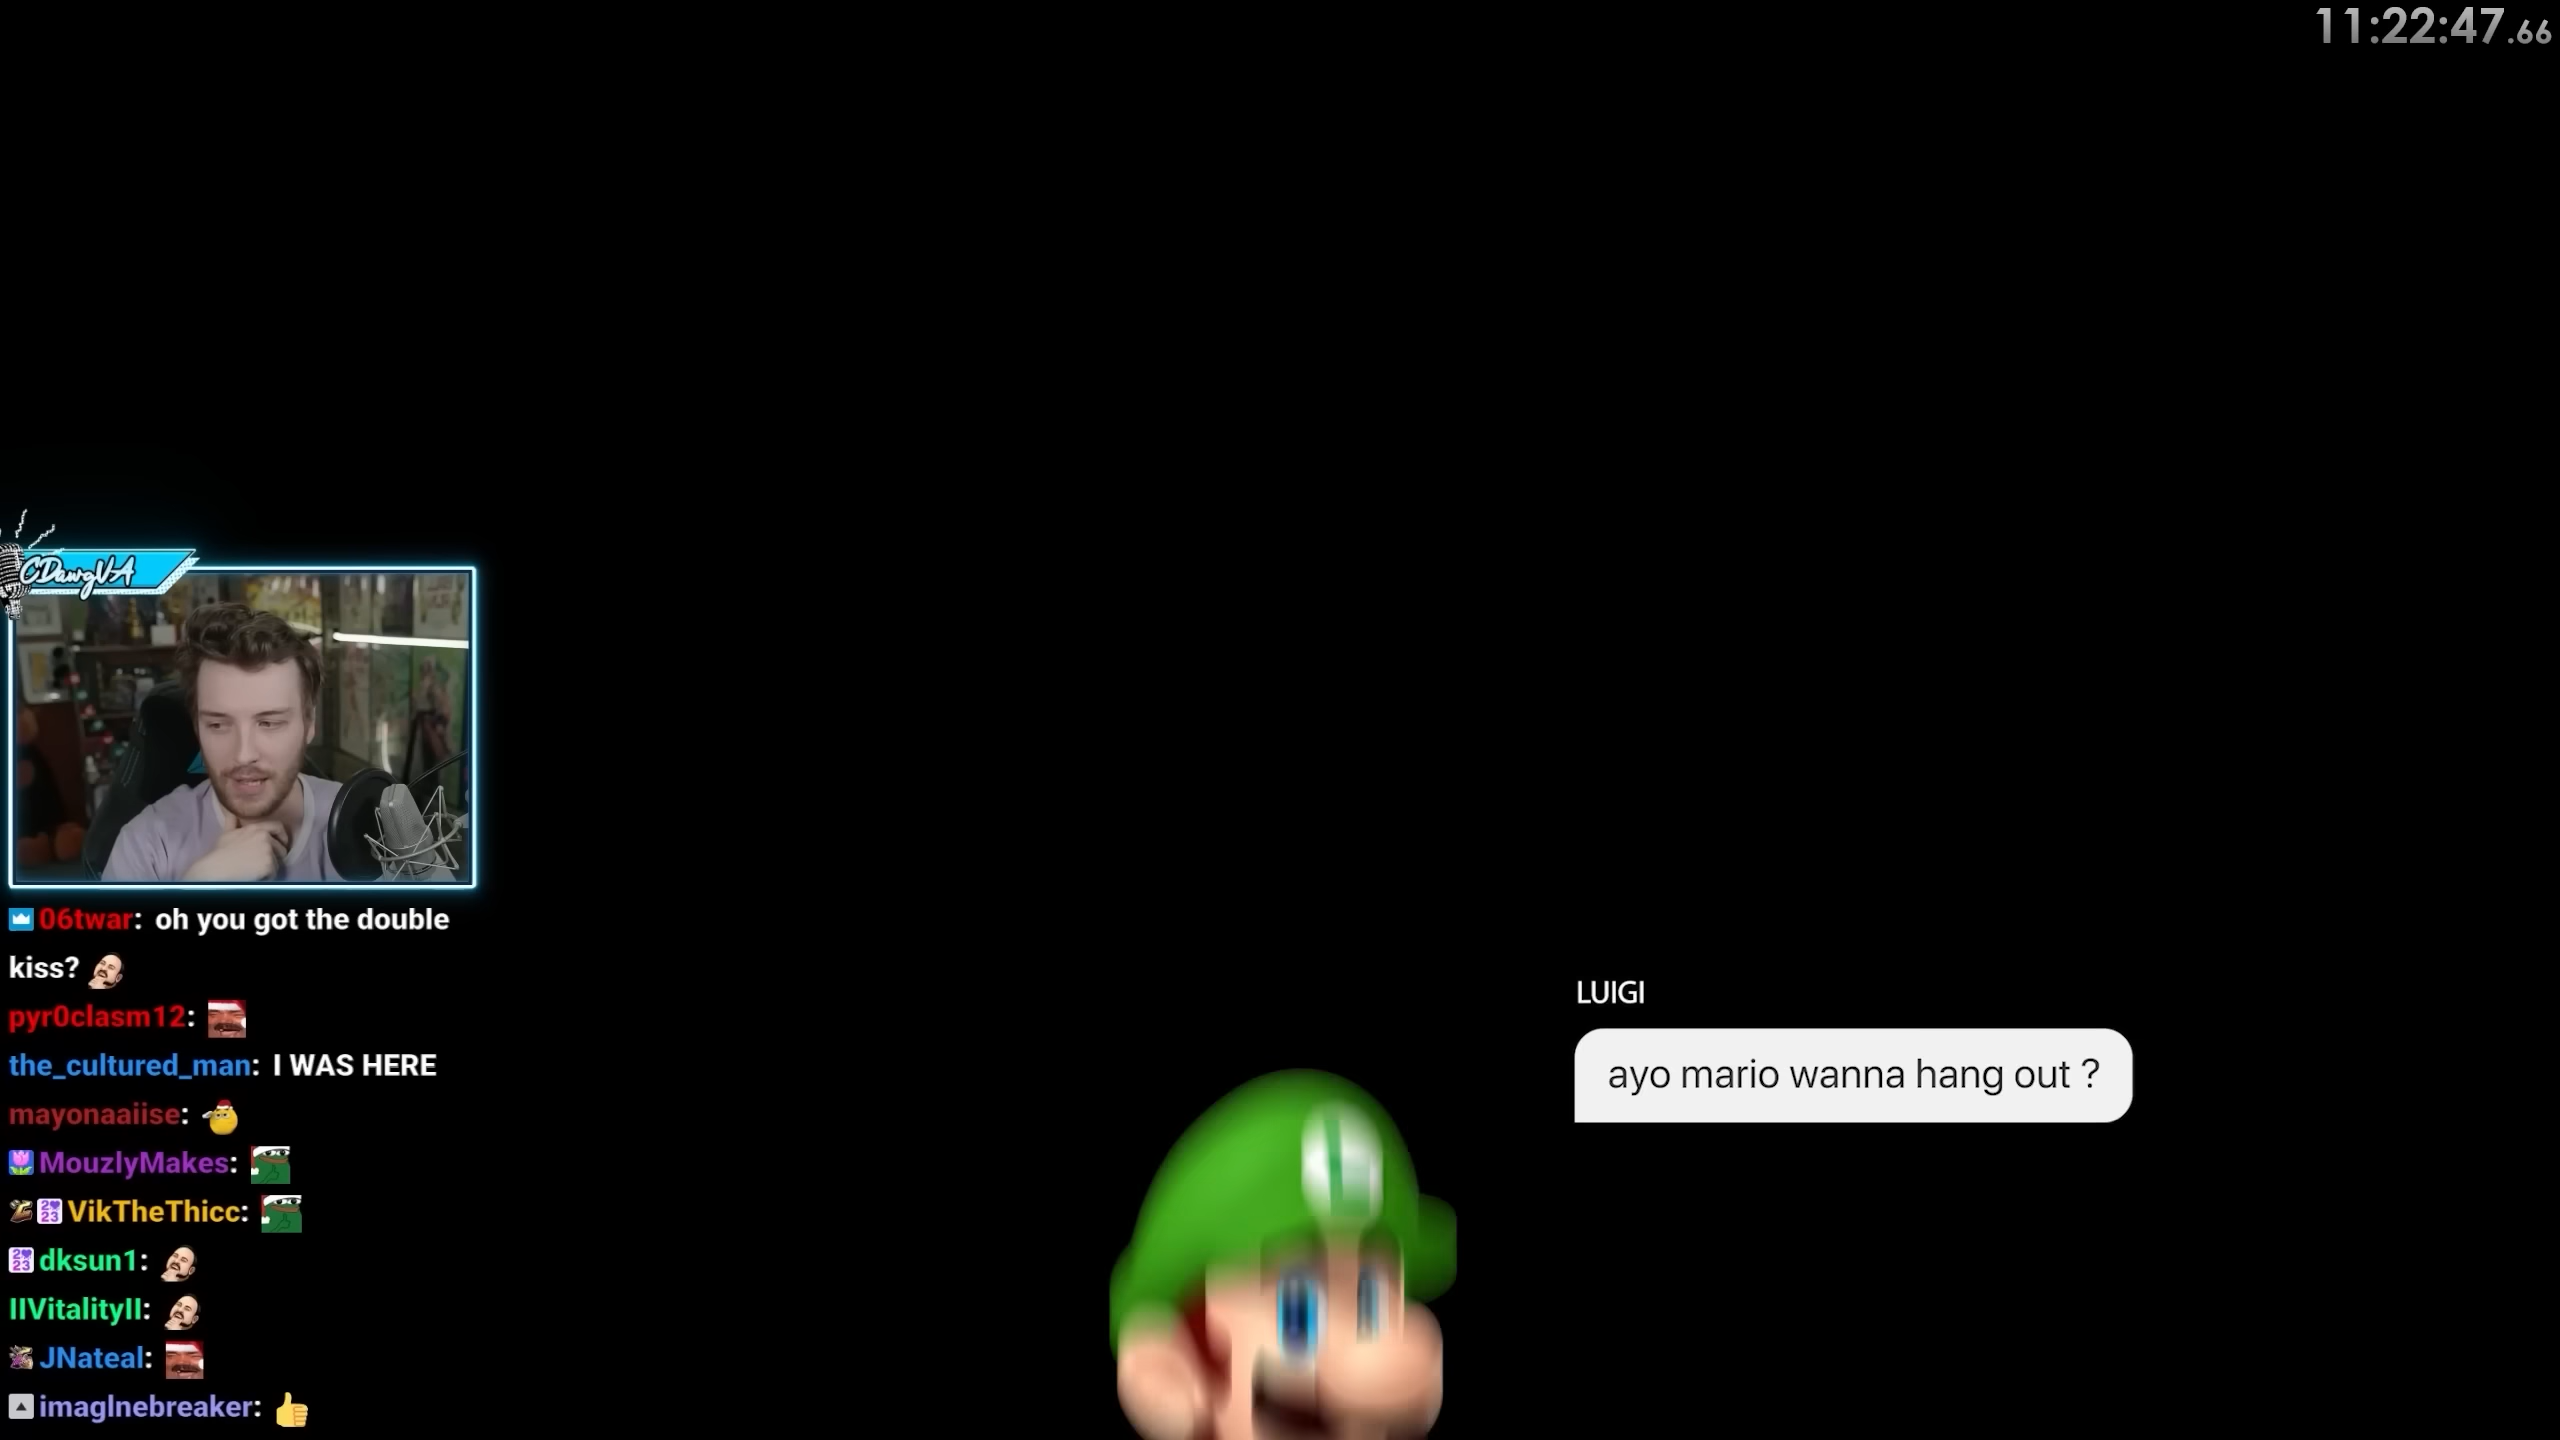 11:22:47.66
CDawgVA
06twar: oh you got the double
kiss?
pyr0clasm12:
the_cultured_man: I WAS HERE
mayonaaiise:
MouzlyMakes:
VikTheThicc:
dksun1:
IIVitalityII:
JNateal:
imagInebreaker:
LUIGI
ayo mario wanna hang out ?